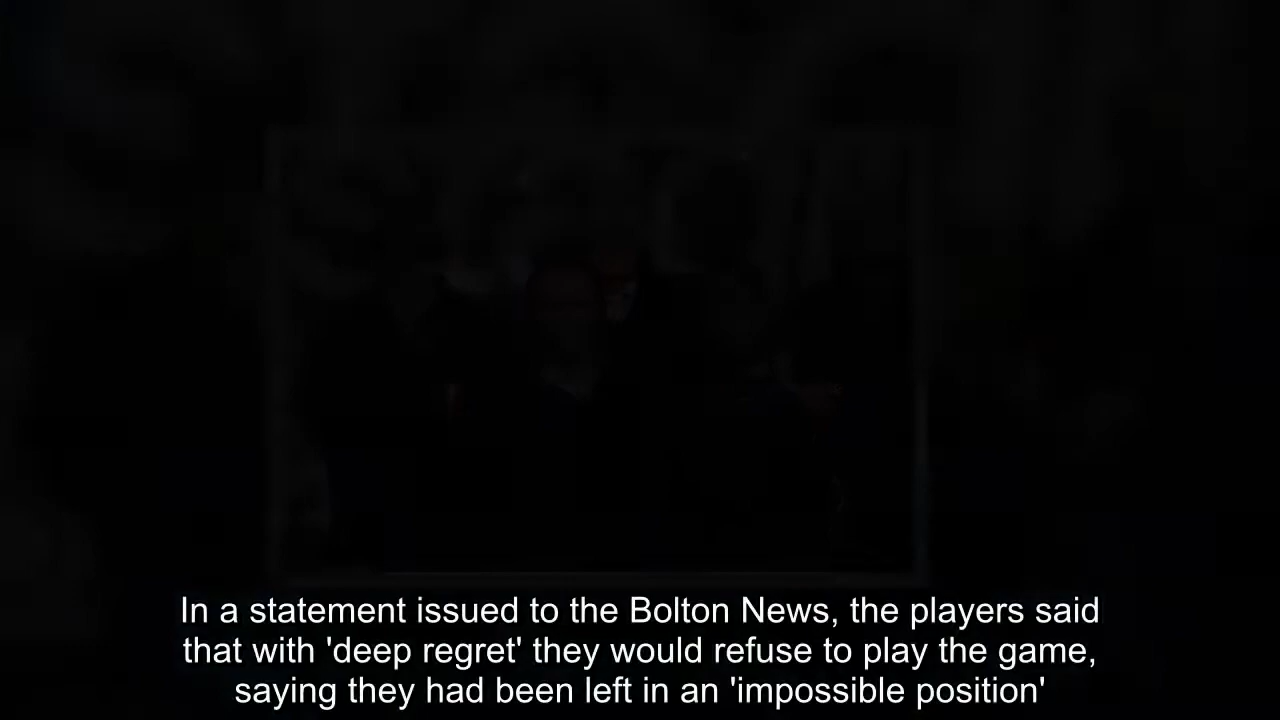 In a statement issued to the Bolton News, the players said
that with 'deep regret' they would refuse to play the game,
saying they had been left in an 'impossible position'